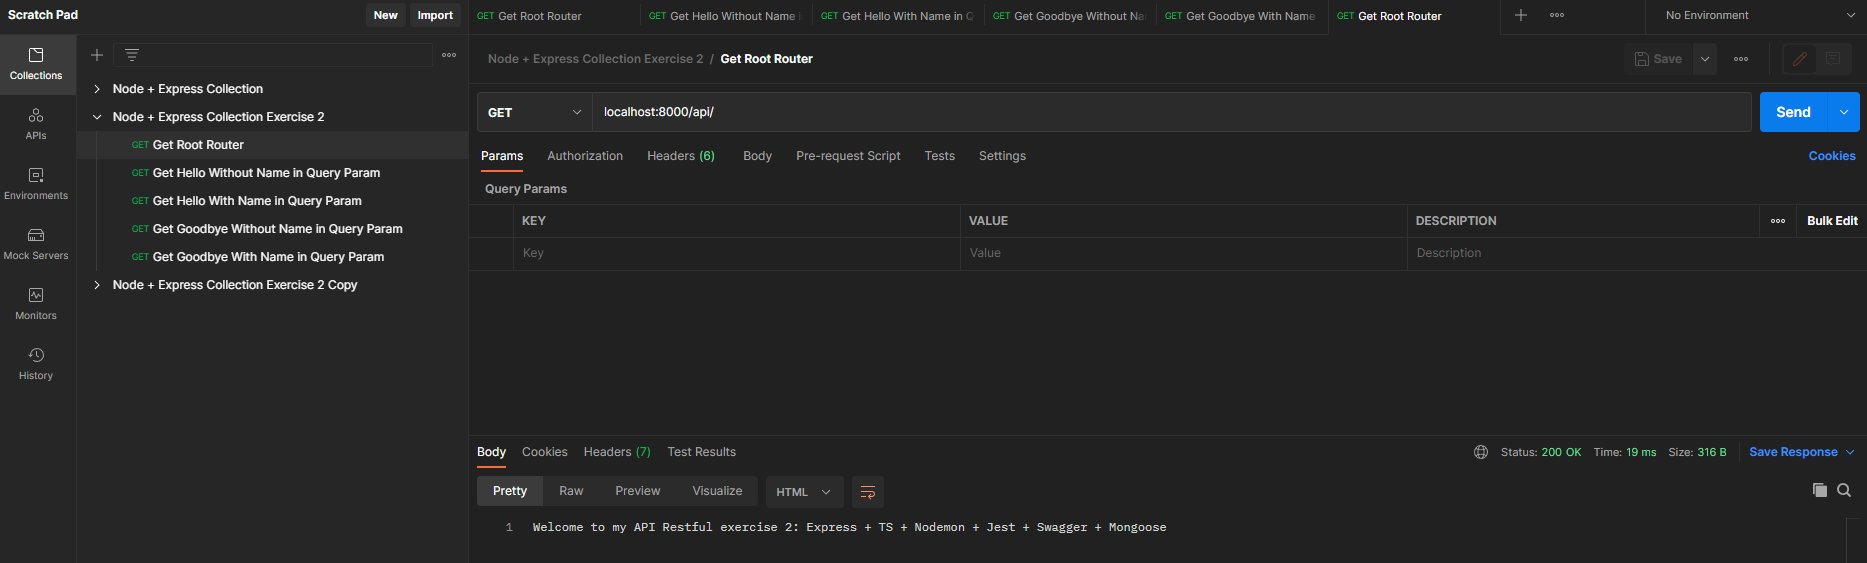 Scratch Pad
New
Import
GET Get Root Router
GET Get Hello Without Name i
GET Get Hello With Name in Q
GET Get Goodbye Without Na
GET Get Goodbye With Name
GET Get Root Router
No Environment
Collections
APIs
Environments
Mock Servers
Monitors
History
Node + Express Collection
Node + Express Collection Exercise 2
GET Get Root Router
GET Get Hello Without Name in Query Param
GET Get Hello With Name in Query Param
GET Get Goodbye Without Name in Query Param
GET Get Goodbye With Name in Query Param
Node + Express Collection Exercise 2 Copy
Node + Express Collection Exercise 2 / Get Root Router
Save
GET
localhost:8000/api/
Send
Params Authorization Headers (6) Body Pre-request Script Tests Settings
Cookies
Query Params
KEY VALUE DESCRIPTION
Bulk Edit
Key Value Description
Body Cookies Headers (7) Test Results
Status: 200 OK Time: 19 ms Size: 316 B
Save Response
Pretty Raw Preview Visualize HTML
1 Welcome to my API Restful exercise 2: Express + TS + Nodemon + Jest + Swagger + Mongoose